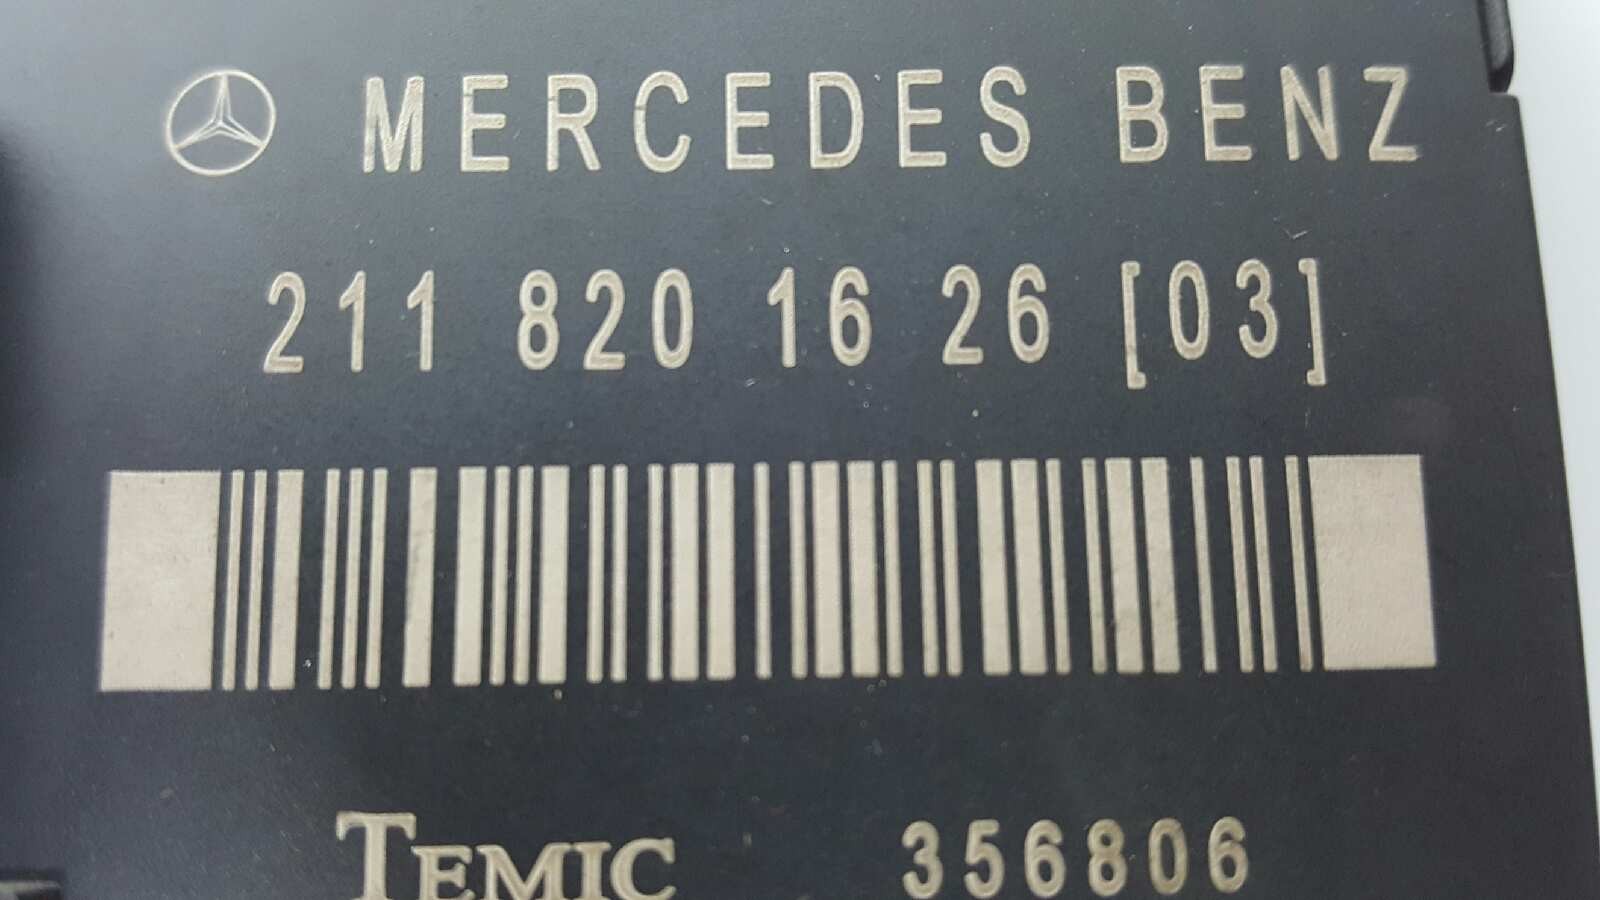 MERCEDES BENZ
211 820 16 26 [03]
TEMIC 356806